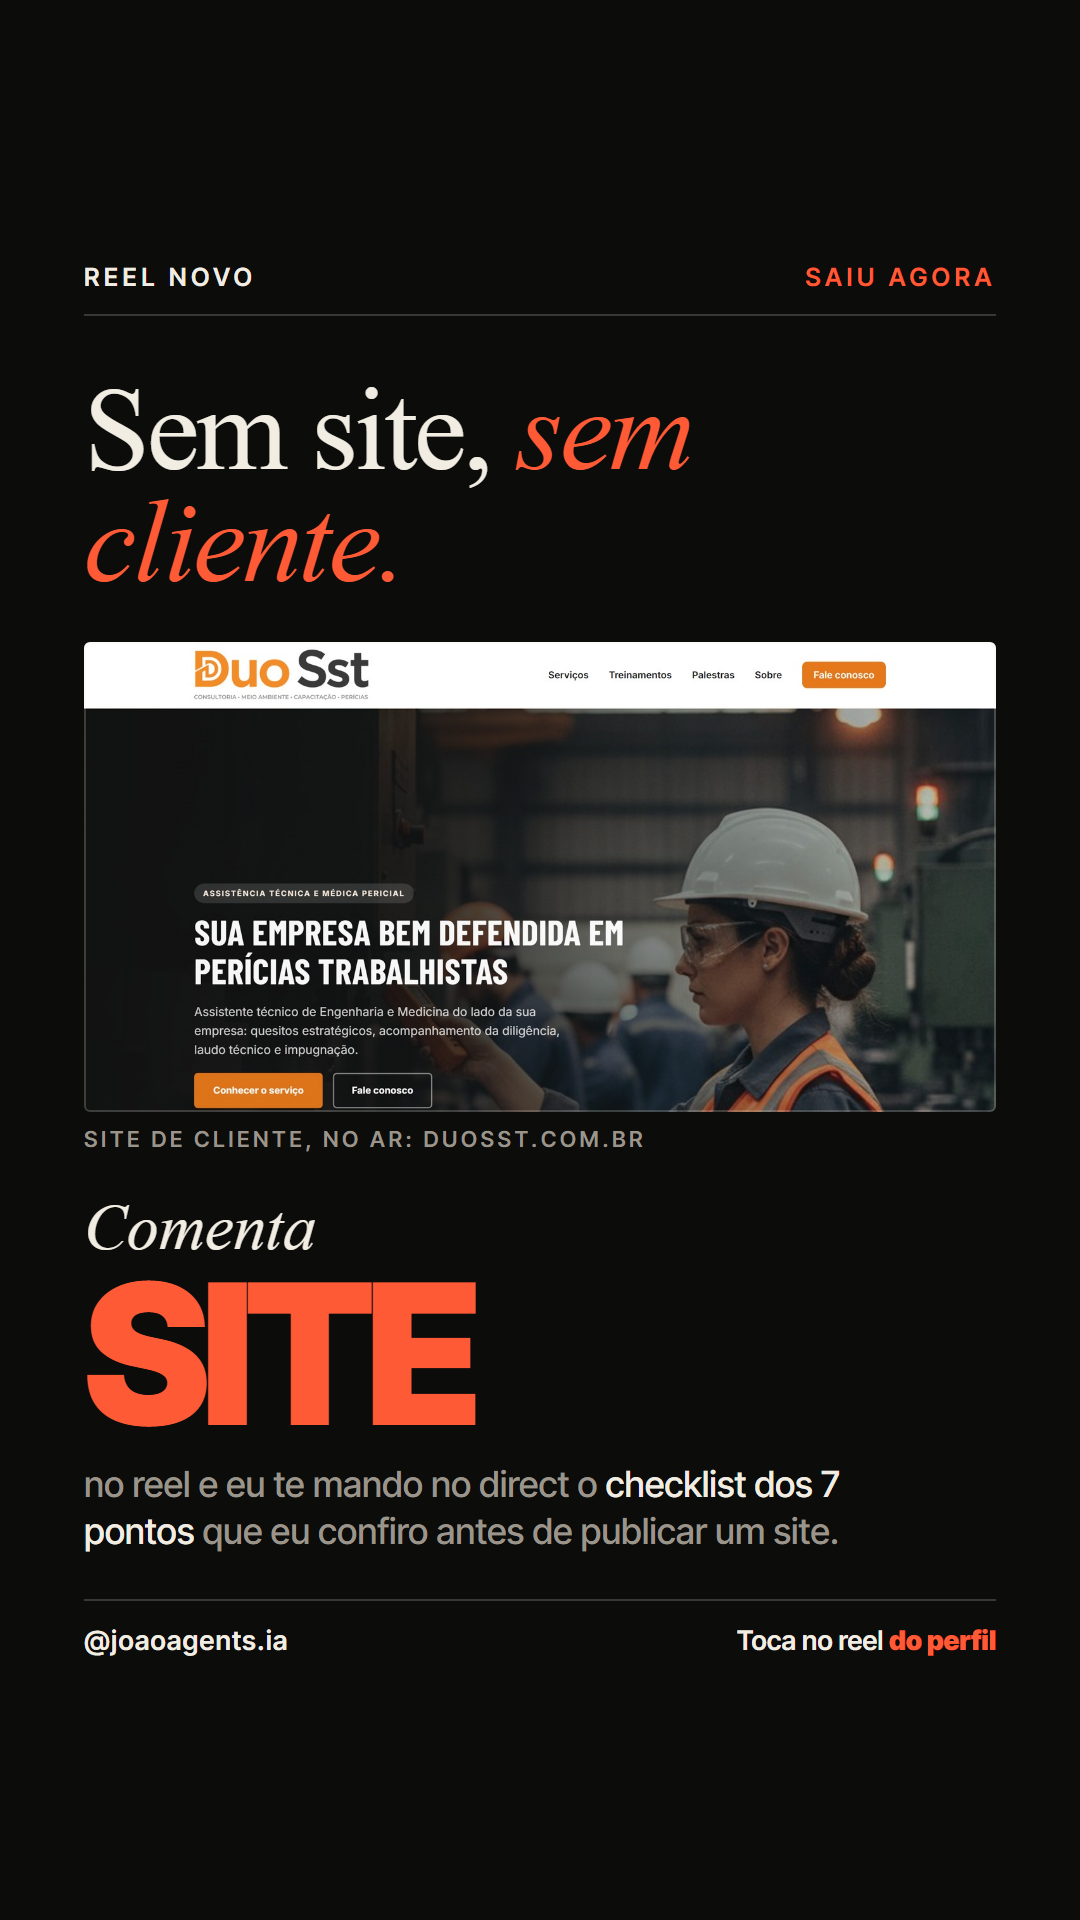 REEL NOVO
SAIU AGORA
Sem site, sem
cliente.
Duo Sst
CONSULTORIA • MEIO AMBIENTE • CAPACITAÇÃO • PERÍCIAS
Serviços Treinamentos Palestras Sobre Fale conosco
ASSISTÊNCIA TÉCNICA E MÉDICA PERICIAL
SUA EMPRESA BEM DEFENDIDA EM
PERÍCIAS TRABALHISTAS
Assistente técnico de Engenharia e Medicina do lado da sua
empresa: quesitos estratégicos, acompanhamento da diligência,
laudo técnico e impugnação.
Conhecer o serviço Fale conosco
SITE DE CLIENTE, NO AR: DUOSST.COM.BR
Comenta
SITE
no reel e eu te mando no direct o checklist dos 7
pontos que eu confiro antes de publicar um site.
@joaoagents.ia
Toca no reel do perfil